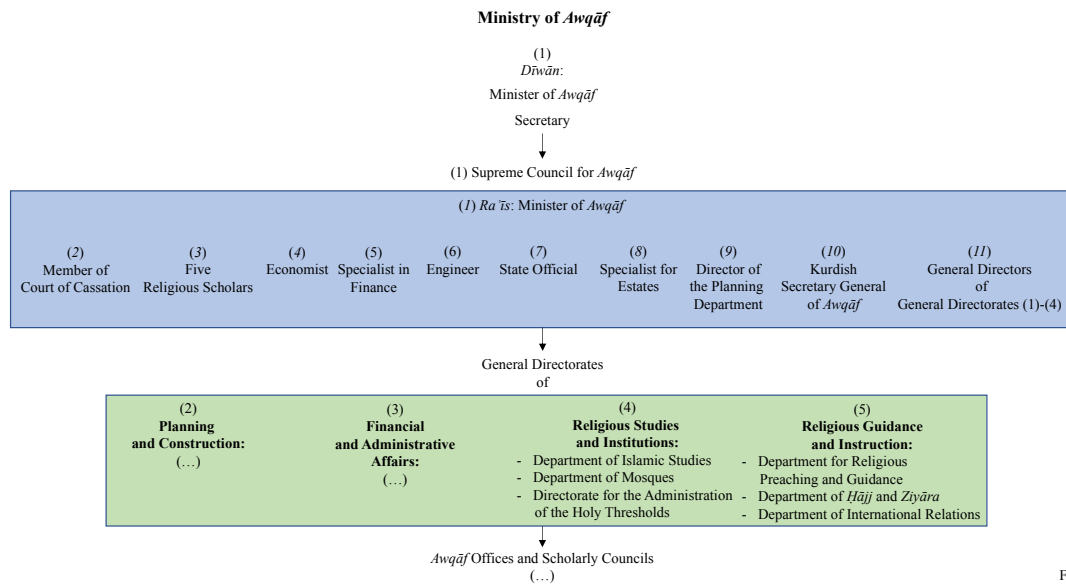 Ministry of Awqāf
(1)
Dīwān:
Minister of Awqāf
Secretary
(1) Supreme Council for Awqāf
(1) Ra’īs: Minister of Awqāf
(2)
Member of
Court of Cassation
(3)
Five
Religious Scholars
(4)
Economist
(5)
Specialist in
Finance
(6)
Engineer
(7)
State Official
(8)
Specialist for
Estates
(9)
Director of
the Planning
Department
(10)
Kurdish
Secretary General
of Awqāf
(11)
General Directors
of
General Directorates (1)-(4)
General Directorates
of
(2)
Planning
and Construction:
(…)
(3)
Financial
and Administrative
Affairs:
(…)
(4)
Religious Studies
and Institutions:
- Department of Islamic Studies
- Department of Mosques
- Directorate for the Administration
of the Holy Thresholds
(5)
Religious Guidance
and Instruction:
- Department for Religious
Preaching and Guidance
- Department of Ḥājj and Ziyāra
- Department of International Relations
Awqāf Offices and Scholarly Councils
(…)
F